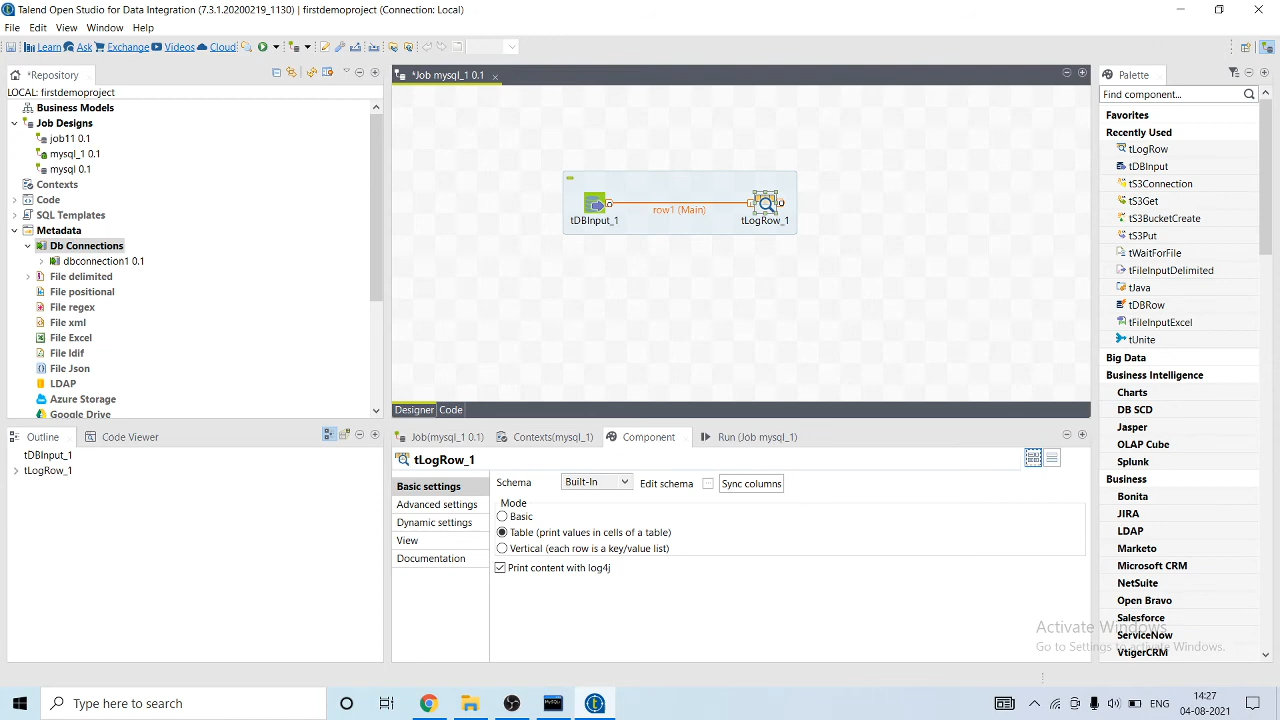 Talend Open Studio for Data Integration (7.3.1.20200219_1130) | firstdemoproject (Connection: Local)
File Edit View Window Help
Learn Ask Exchange Videos Cloud
*Repository
LOCAL: firstdemoproject
Business Models
Job Designs
job11 0.1
mysql_1 0.1
mysql 0.1
Contexts
Code
SQL Templates
Metadata
Db Connections
dbconnection1 0.1
File delimited
File positional
File regex
File xml
File Excel
File ldif
File Json
LDAP
Azure Storage
Google Drive
Outline
Code Viewer
tDBInput_1
tLogRow_1
*Job mysql_1 0.1
tDBInput_1
row1 (Main)
tLogRow_1
Designer
Code
Job(mysql_1 0.1)
Contexts(mysql_1)
Component
Run (Job mysql_1)
tLogRow_1
Basic settings
Advanced settings
Dynamic settings
View
Documentation
Schema
Built-In
Edit schema
Sync columns
Mode
Basic
Table (print values in cells of a table)
Vertical (each row is a key/value list)
Print content with log4j
Palette
Find component...
Favorites
Recently Used
tLogRow
tDBInput
tS3Connection
tS3Get
tS3BucketCreate
tS3Put
tWaitForFile
tFileInputDelimited
tJava
tDBRow
tFileInputExcel
tUnite
Big Data
Business Intelligence
Charts
DB SCD
Jasper
OLAP Cube
Splunk
Business
Bonita
JIRA
LDAP
Marketo
Microsoft CRM
NetSuite
Open Bravo
Salesforce
ServiceNow
VtigerCRM
Activate Windows
Go to Settings to activate Windows.
Type here to search
14:27
04-08-2021